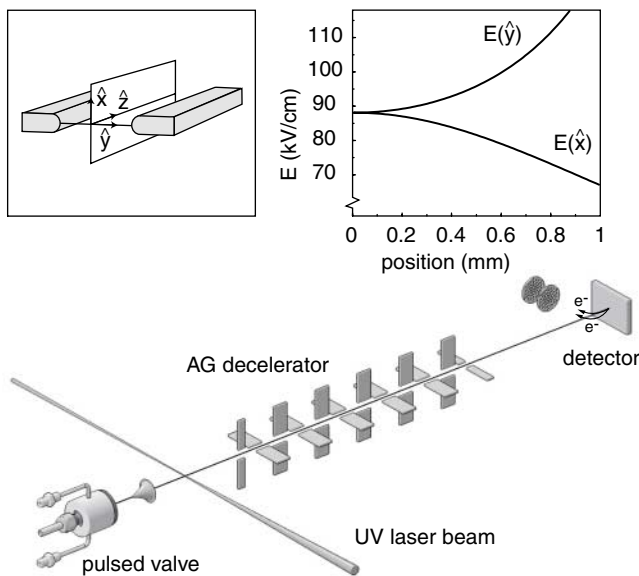 x̂
ẑ
ŷ
E (kV/cm)
110
100
90
80
70
E(ŷ)
E(x̂)
0 0.2 0.4 0.6 0.8 1
position (mm)
e-
e-
AG decelerator
detector
UV laser beam
pulsed valve